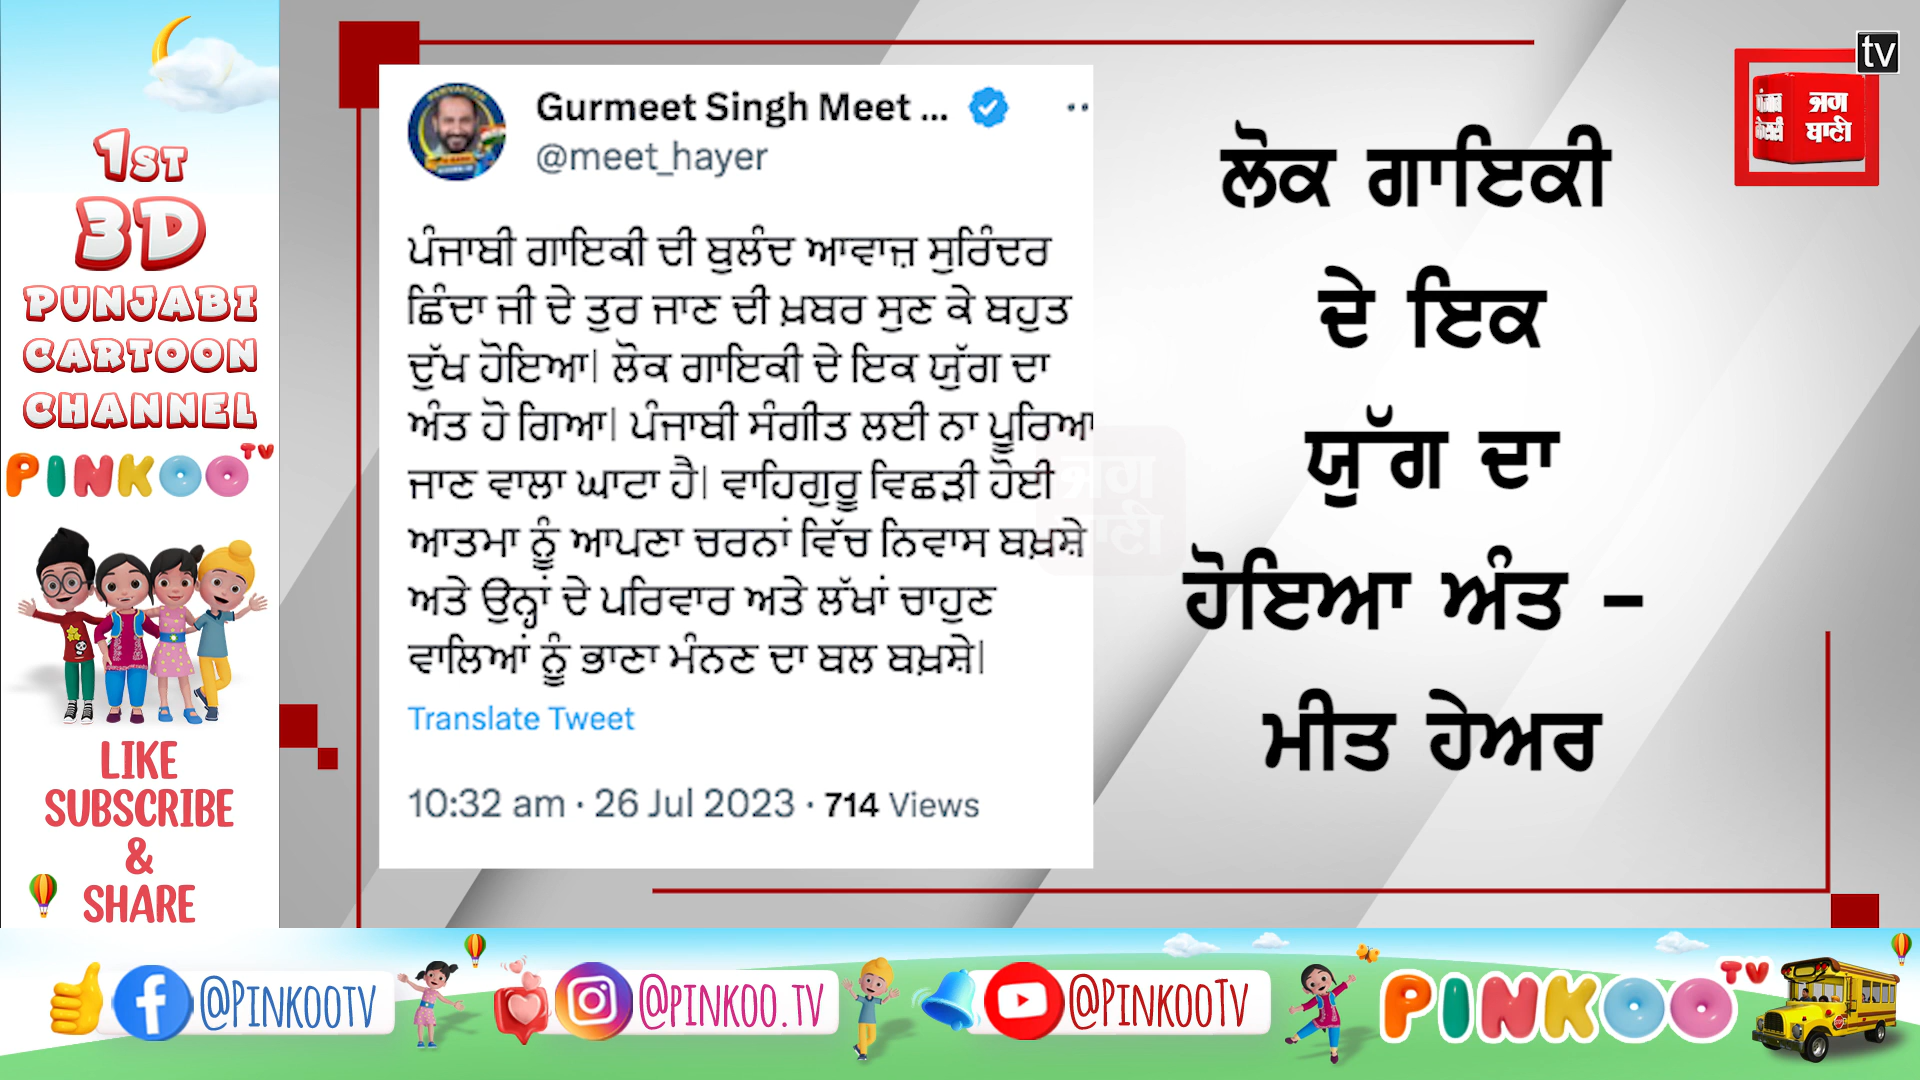 1ST
3D
PUNJABI
CARTOON
CHANNEL
PINKOO TV
LIKE
SUBSCRIBE
&
SHARE
Gurmeet Singh Meet ...
@meet_hayer
ਪੰਜਾਬੀ ਗਾਇਕੀ ਦੀ ਬੁਲੰਦ ਆਵਾਜ਼ ਸੁਰਿੰਦਰ
ਛਿੰਦਾ ਜੀ ਦੇ ਤੁਰ ਜਾਣ ਦੀ ਖ਼ਬਰ ਸੁਣ ਕੇ ਬਹੁਤ
ਦੁੱਖ ਹੋਇਆ| ਲੋਕ ਗਾਇਕੀ ਦੇ ਇਕ ਯੁੱਗ ਦਾ
ਅੰਤ ਹੋ ਗਿਆ| ਪੰਜਾਬੀ ਸੰਗੀਤ ਲਈ ਨਾ ਪੂਰਿਆ
ਜਾਣ ਵਾਲਾ ਘਾਟਾ ਹੈ| ਵਾਹਿਗੁਰੂ ਵਿਛੜੀ ਹੋਈ
ਆਤਮਾ ਨੂੰ ਆਪਣਾ ਚਰਨਾਂ ਵਿੱਚ ਨਿਵਾਸ ਬਖ਼ਸ਼ੇ
ਅਤੇ ਉਨ੍ਹਾਂ ਦੇ ਪਰਿਵਾਰ ਅਤੇ ਲੱਖਾਂ ਚਾਹੁਣ
ਵਾਲਿਆਂ ਨੂੰ ਭਾਣਾ ਮੰਨਣ ਦਾ ਬਲ ਬਖ਼ਸ਼ੇ|
Translate Tweet
10:32 am · 26 Jul 2023 · 714 Views
ਲੋਕ ਗਾਇਕੀ
ਦੇ ਇਕ
ਯੁੱਗ ਦਾ
ਹੋਇਆ ਅੰਤ -
ਮੀਤ ਹੇਅਰ
tv
ਜਗ
ਬਾਣੀ
ਜਗ
ਬਾਣੀ
@PINKOOTV
@PINKOO.TV
@PINKOOTV
PINKOO TV